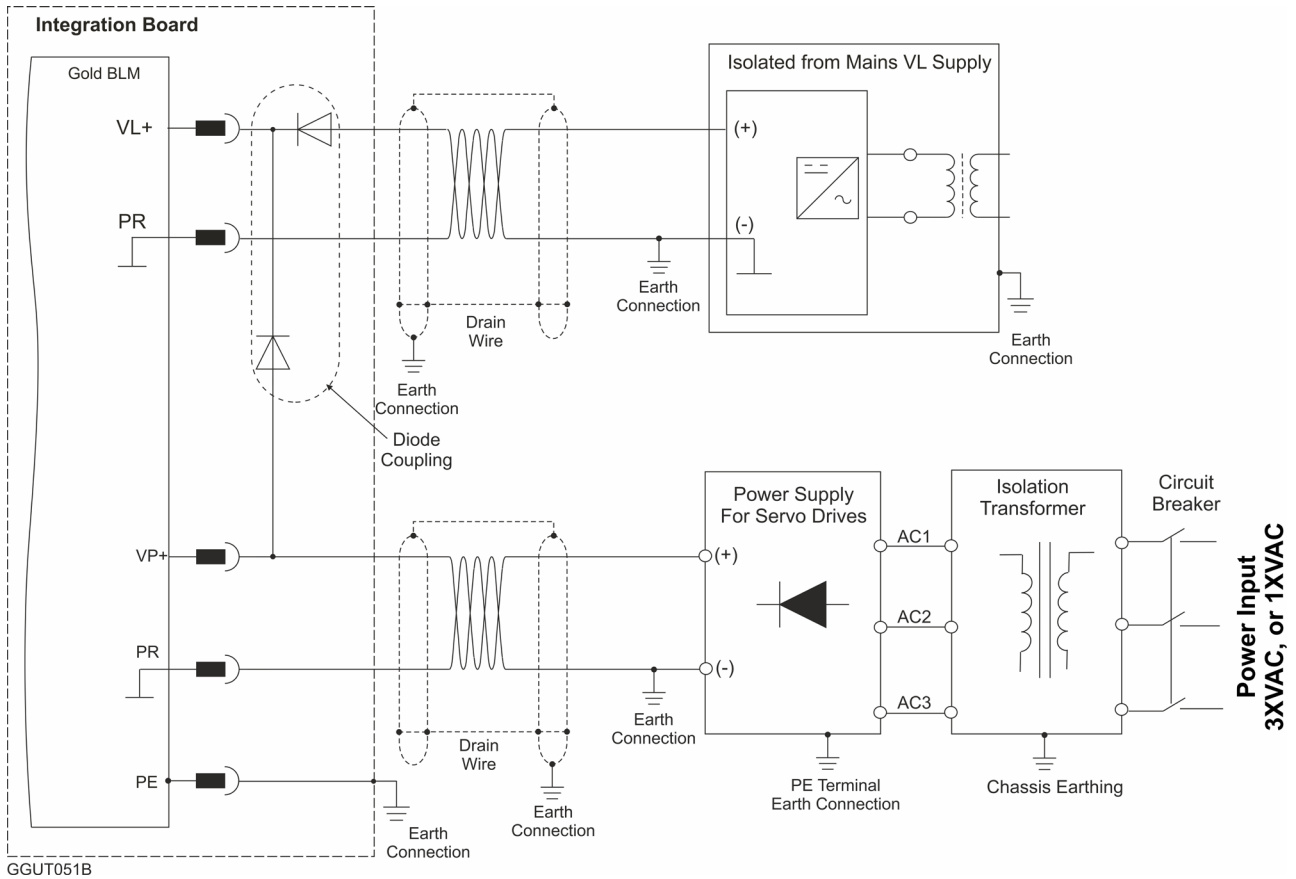 Integration Board
Gold BLM
VL+
PR
Isolated from Mains VL Supply
(+)
(-)
Earth
Connection
Earth
Connection
Drain
Wire
Earth
Connection
Diode
Coupling
VP+
PR
PE
Drain
Wire
Earth
Connection
Earth
Connection
Earth
Connection
Power Supply
For Servo Drives
(+)
(-)
PE Terminal
Earth Connection
AC1
AC2
AC3
Isolation
Transformer
Chassis Earthing
Circuit
Breaker
Power Input
3XVAC, or 1XVAC
GGUT051B